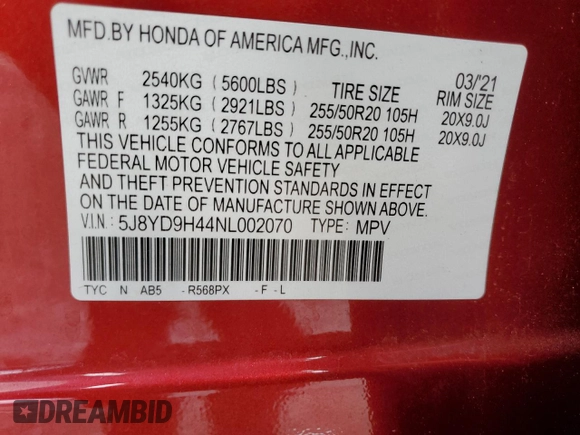 MFD.BY HONDA OF AMERICA MFG.,INC.
03/'21
GVWR 2540KG (5600LBS) TIRE SIZE RIM SIZE
GAWR F 1325KG (2921LBS) 255/50R20 105H 20X9.0J
GAWR R 1255KG (2767LBS) 255/50R20 105H 20X9.0J
THIS VEHICLE CONFORMS TO ALL APPLICABLE
FEDERAL MOTOR VEHICLE SAFETY
AND THEFT PREVENTION STANDARDS IN EFFECT
ON THE DATE OF MANUFACTURE SHOWN ABOVE.
V.I.N.: 5J8YD9H44NL002070 TYPE: MPV
TYC N AB5 - R568PX - F - L
DREAMBID